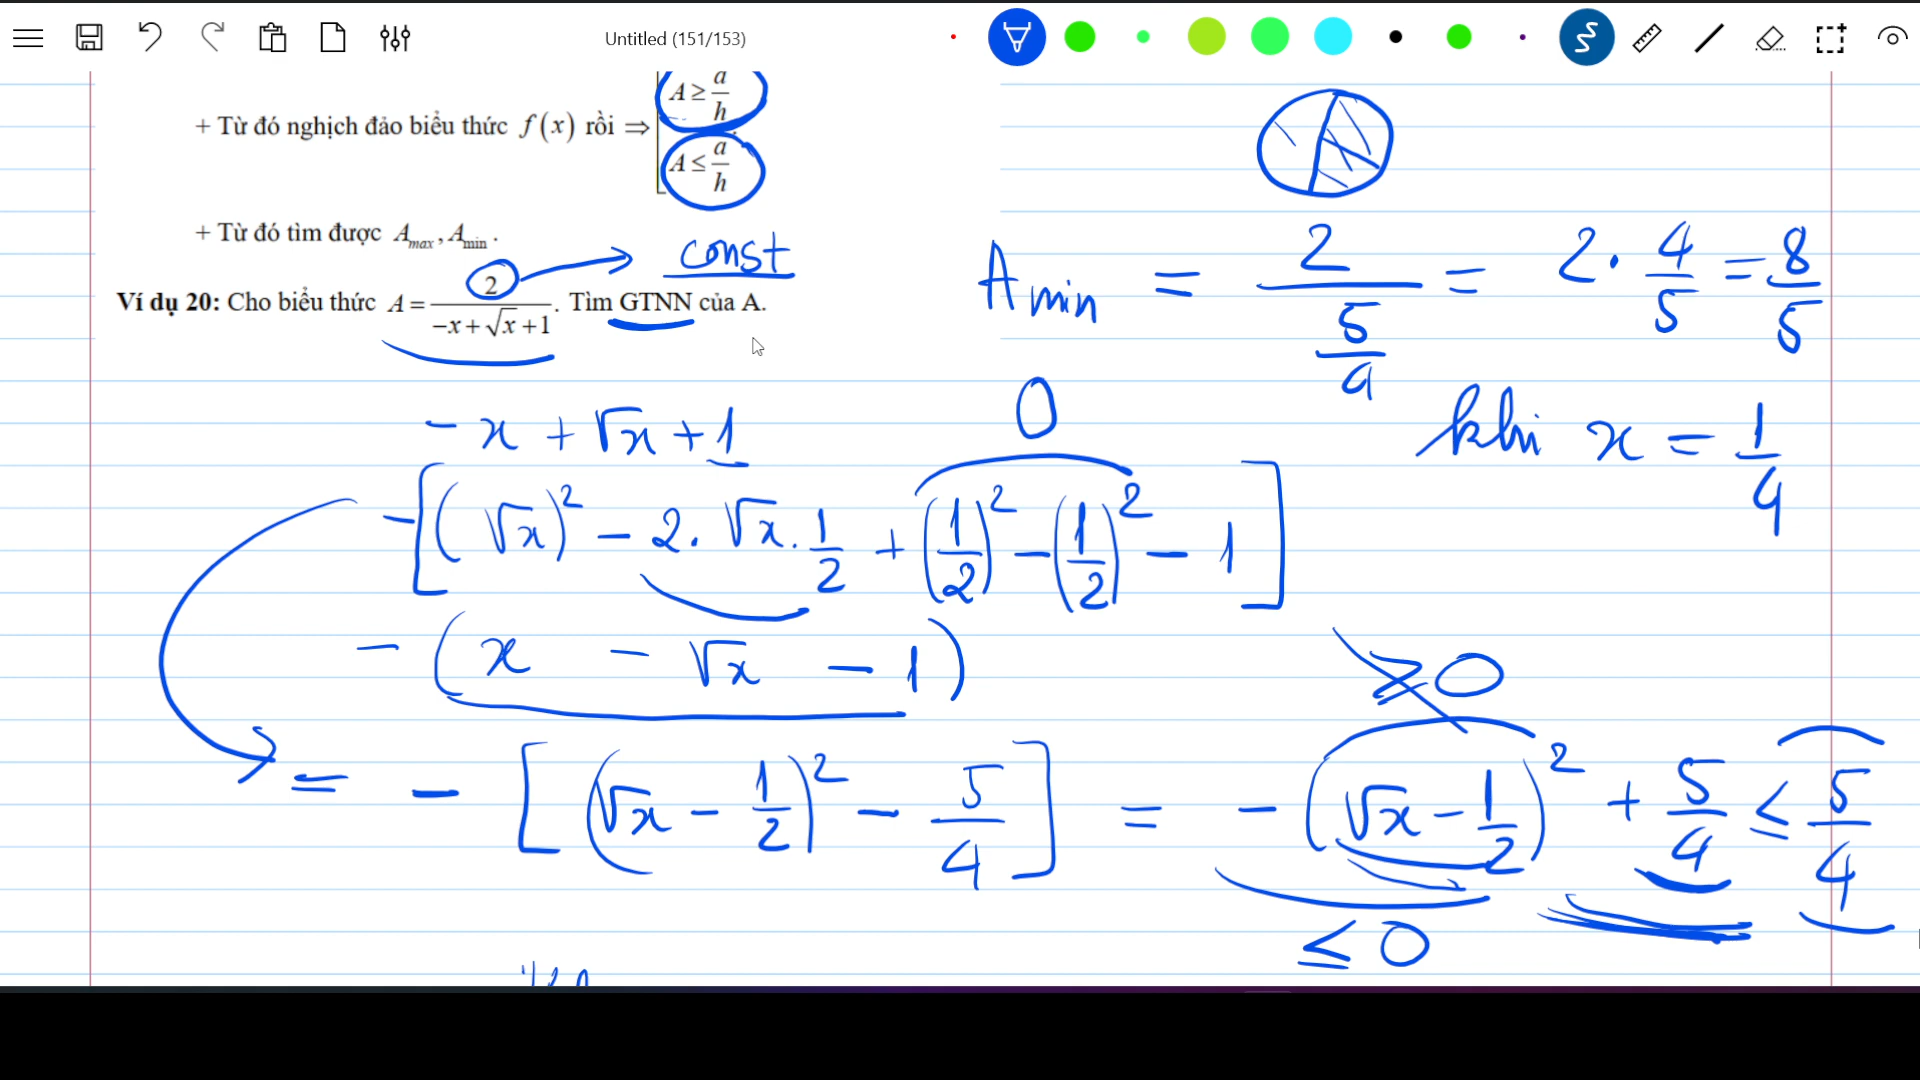 Untitled (151/153)
A ≥ a/h
+ Từ đó nghịch đảo biểu thức f(x) rồi ⇒
A ≤ a/h
+ Từ đó tìm được Amax, Amin.
const
Ví dụ 20: Cho biểu thức A = 2/(-x+√x+1). Tìm GTNN của A.
A min = 2/(5/4) = 2 · 4/5 = 8/5
khi x = 1/4
- x + √x + 1
0
-[(√x)² - 2·√x·1/2 + (1/2)² - (1/2)² - 1]
- (x - √x - 1)
≥ 0
= - [(√x - 1/2)² - 5/4] = - (√x - 1/2)² + 5/4 ≤ 5/4
≤ 0